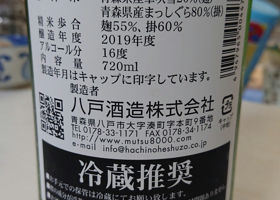 青森県産まっしぐら80%(掛)
精米歩合 麹55%、掛60%
醸造年度 2019年度
アルコール分 16度
内容量 720ml
製造年月はキャップに印字しています。
製造者
八戸酒造株式会社
青森県八戸市大字湊町字本町9番地
TEL 0178-33-1171 FAX 0178-34-1174
http://www.mutsu8000.com
e-mail info@hachinoheshuzo.co.jp
冷蔵推奨